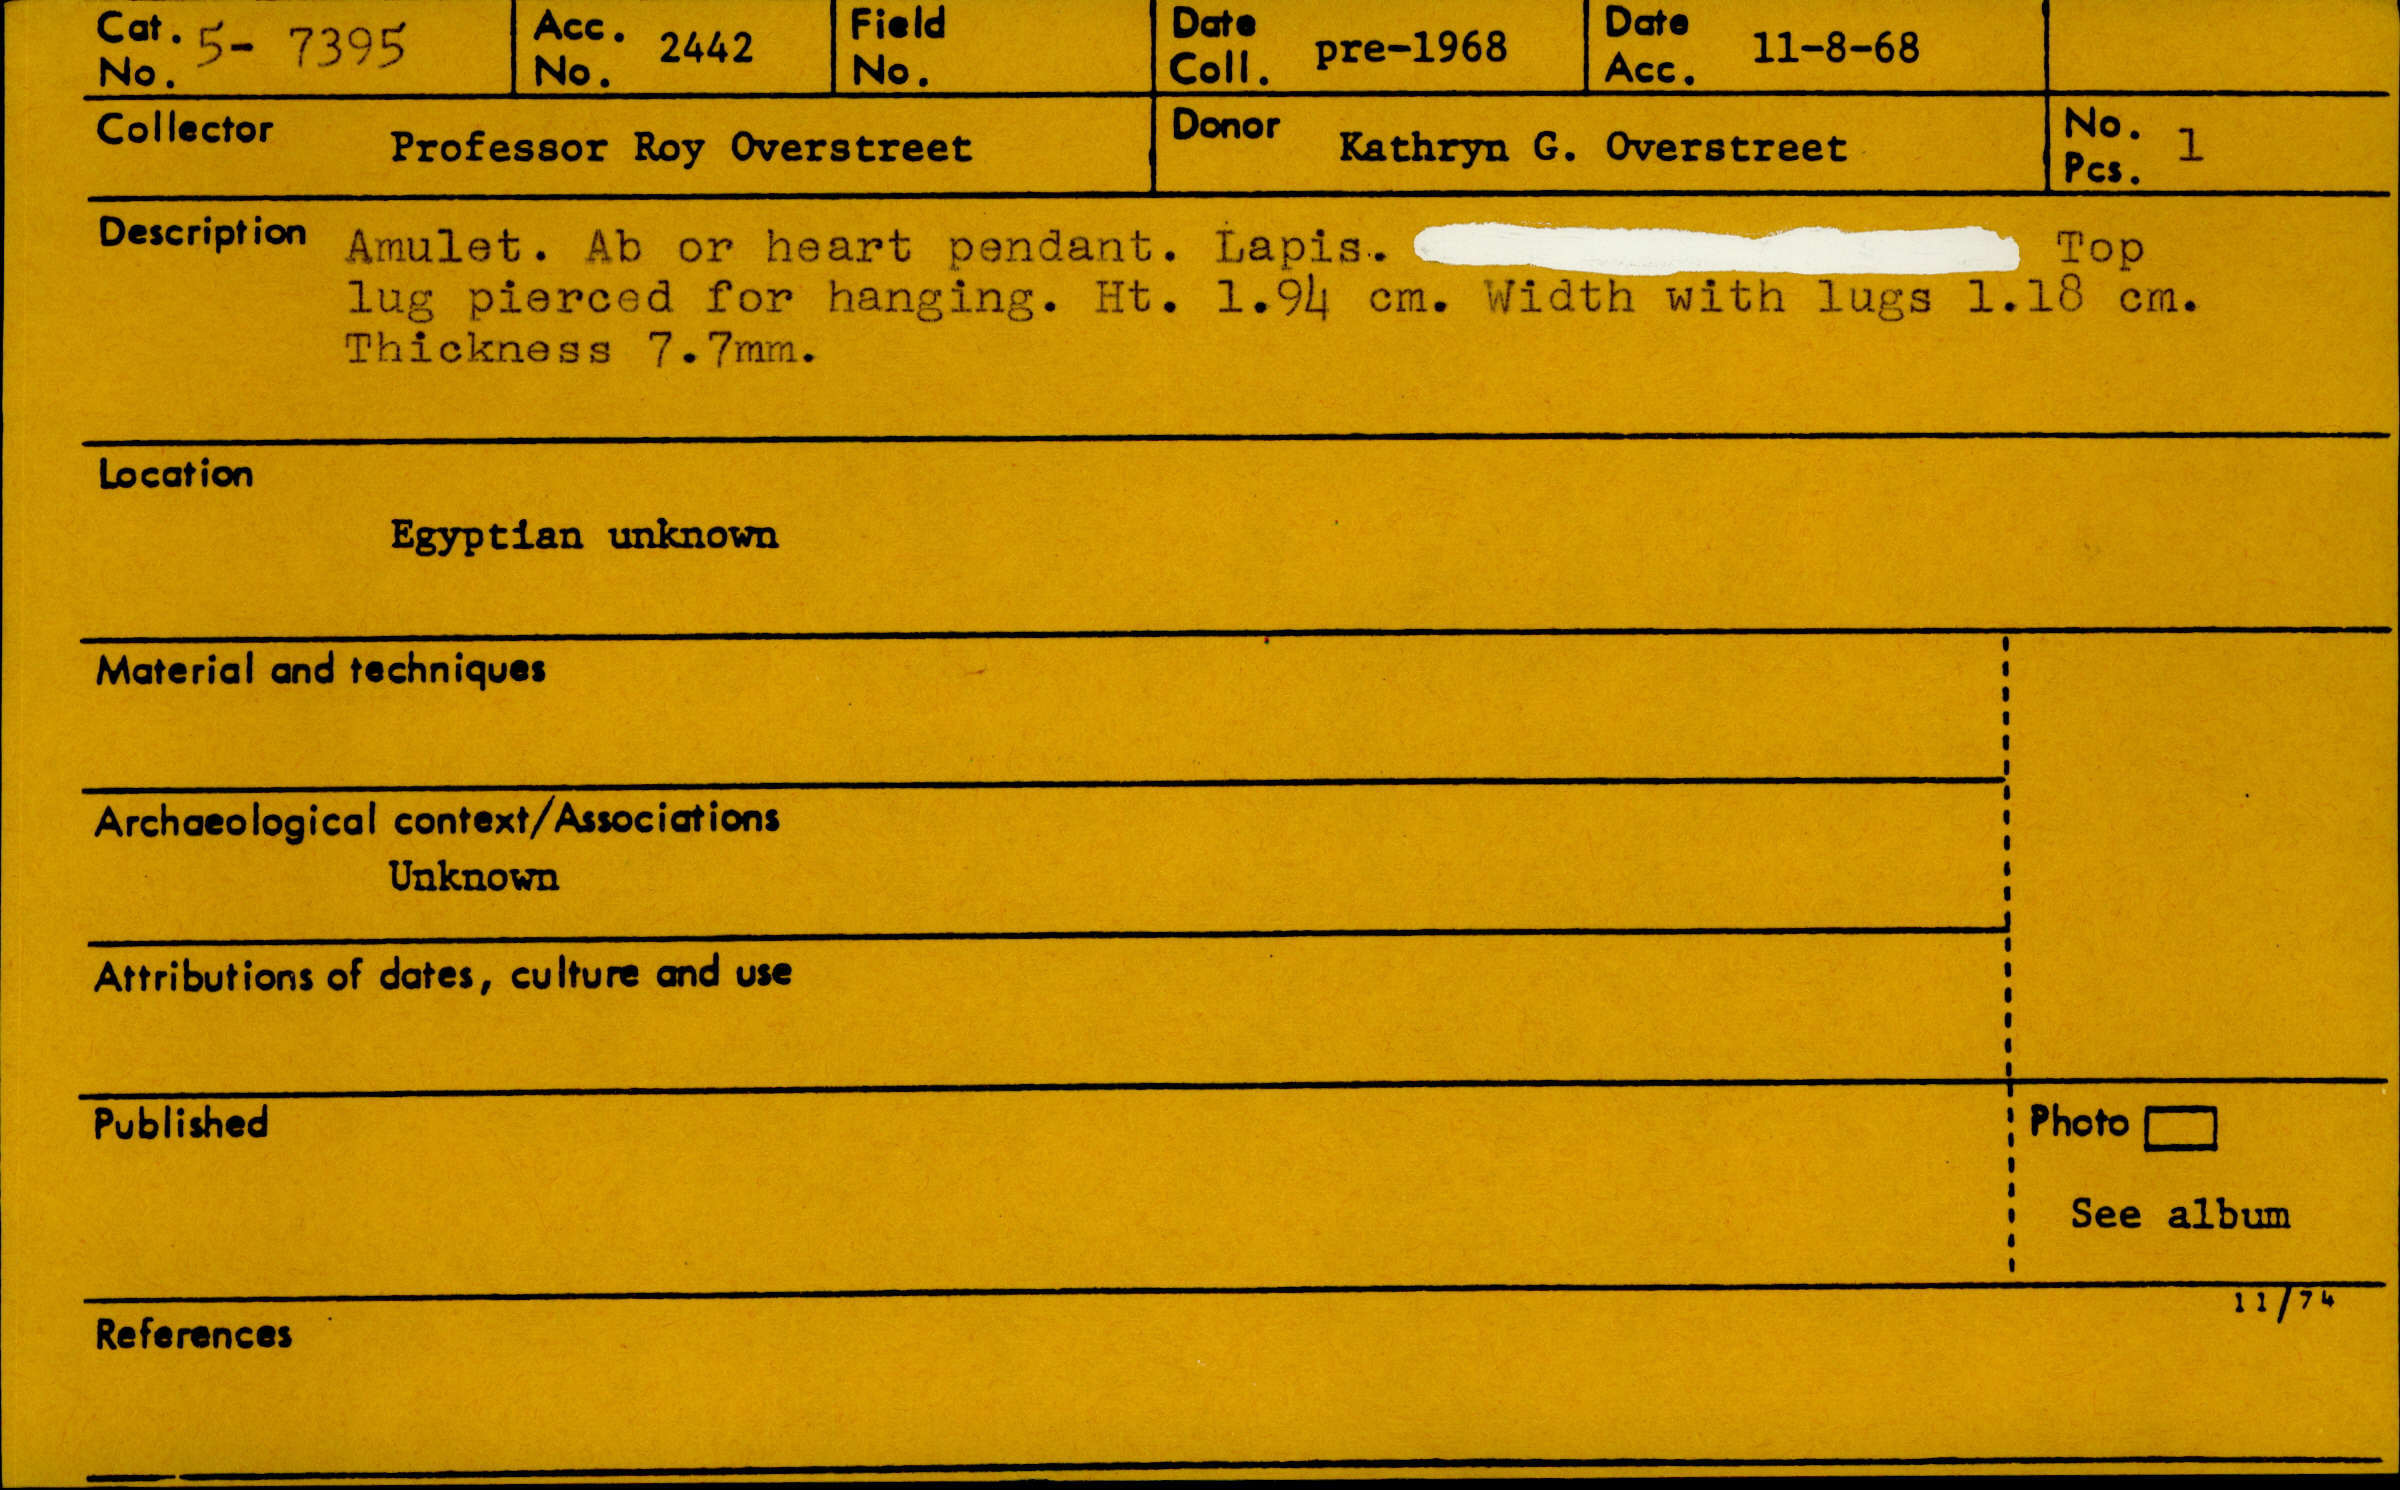 Cat. No. 5- 7395
Acc. No. 2442
Field No.
Date Coll. pre-1968
Date Acc. 11-8-68
Collector Professor Roy Overstreet
Donor Kathryn G. Overstreet
No. Pcs. 1
Description Amulet. Ab or heart pendant. Lapis. Top
lug pierced for hanging. Ht. 1.94 cm. Width with lugs 1.18 cm.
Thickness 7.7mm.
Location
Egyptian unknown
Material and techniques
Archaeological context/Associations
Unknown
Attributions of dates, culture and use
Published
Photo
See album
11/74
References